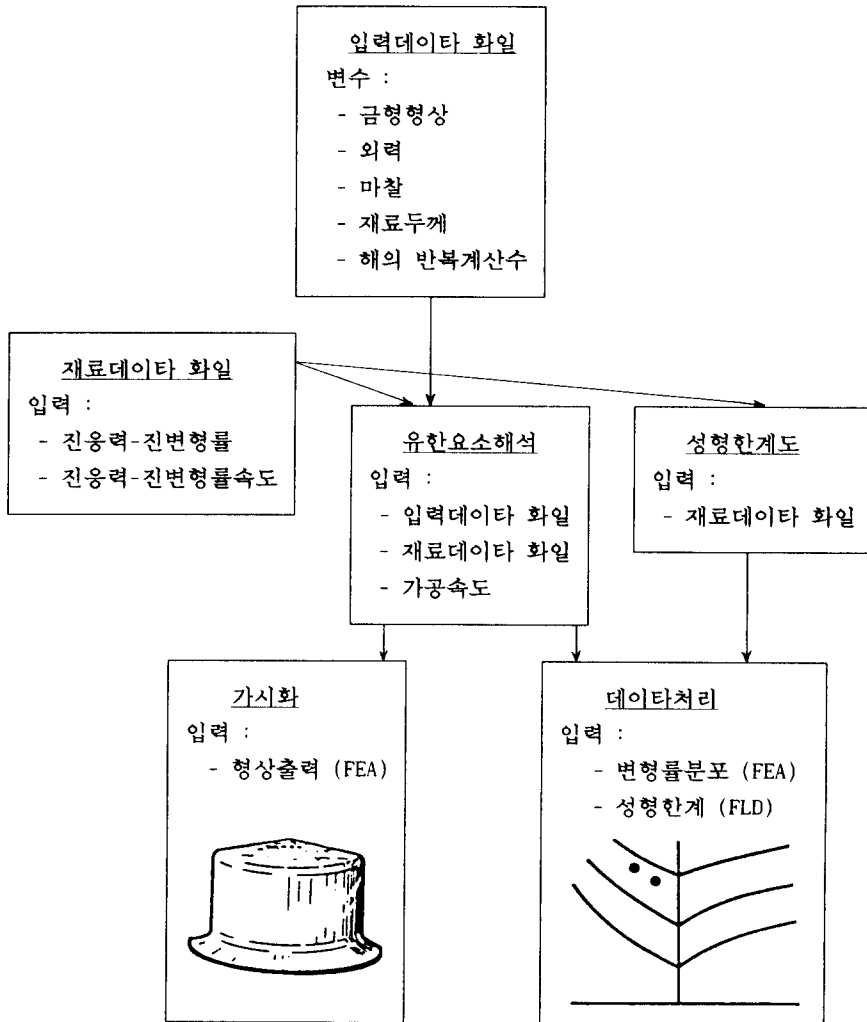 입력데이타 화일
변수 :
- 금형형상
- 외력
- 마찰
- 재료두께
- 해의 반복계산수
재료데이타 화일
입력 :
- 진응력-진변형률
- 진응력-진변형률속도
유한요소해석
입력 :
- 입력데이타 화일
- 재료데이타 화일
- 가공속도
성형한계도
입력 :
- 재료데이타 화일
가시화
입력 :
- 형상출력 (FEA)
데이타처리
입력 :
- 변형률분포 (FEA)
- 성형한계 (FLD)